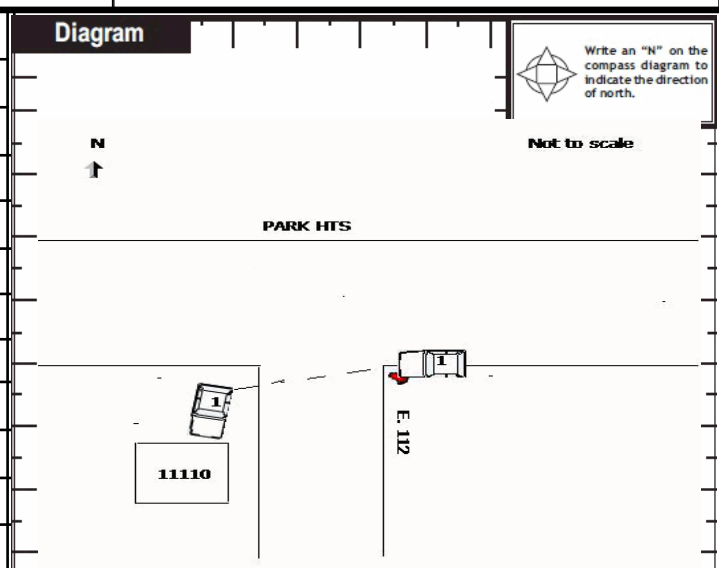 Diagram
Write an “N” on the
compass diagram to
indicate the direction
of north.
N
Not to scale
PARK HTS
1
1
E. 112
11110